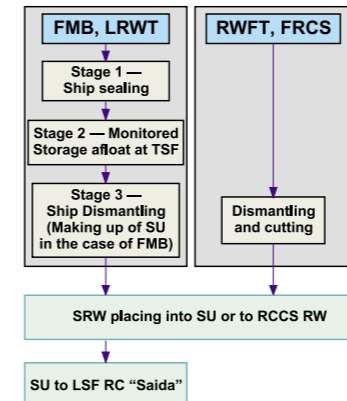 FMB, LRWT
Stage 1 —
Ship sealing
Stage 2 — Monitored
Storage afloat at TSF
Stage 3 —
Ship Dismantling
(Making up of SU
in the case of FMB)
RWFT, FRCS
Dismantling
and cutting
SRW placing into SU or to RCCS RW
SU to LSF RC “Saida”